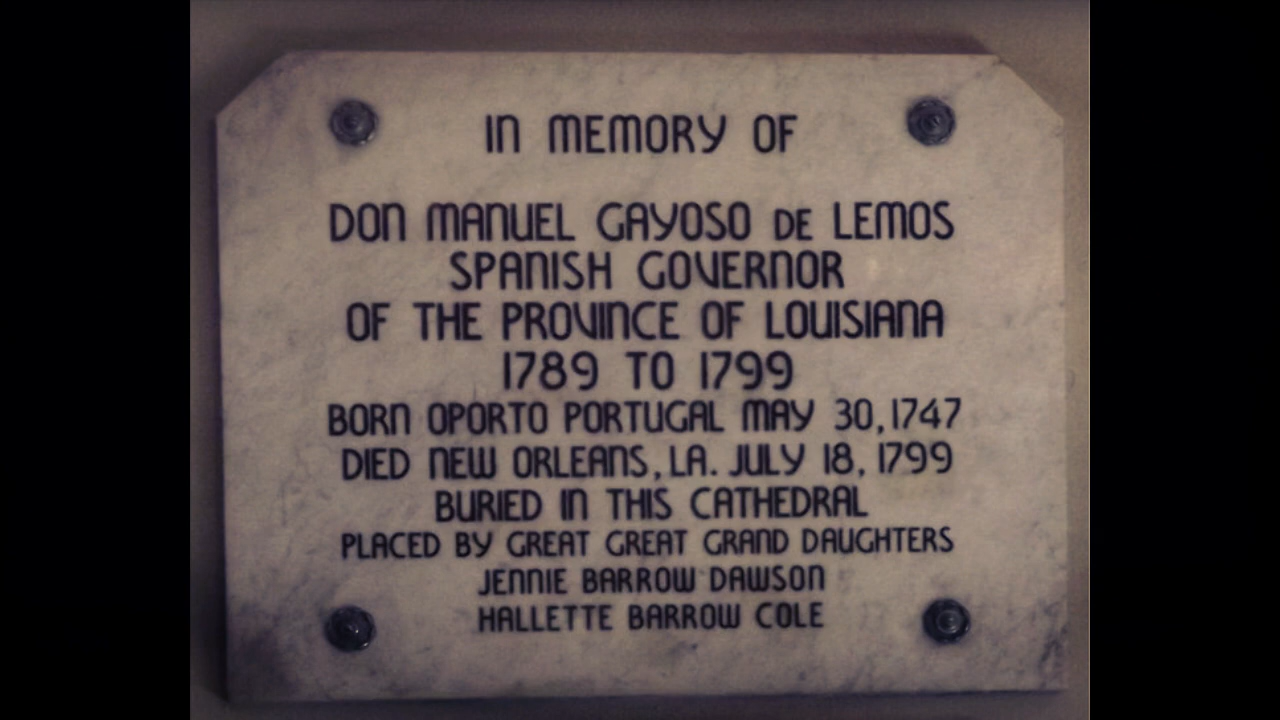 IN MEMORY OF
DON MANUEL GAYOSO DE LEMOS
SPANISH GOVERNOR
OF THE PROVINCE OF LOUISIANA
1789 TO 1799
BORN OPORTO PORTUGAL MAY 30, 1747
DIED NEW ORLEANS, LA. JULY 18, 1799
BURIED IN THIS CATHEDRAL
PLACED BY GREAT GREAT GRAND DAUGHTERS
JENNIE BARROW DAWSON
HALLETTE BARROW COLE